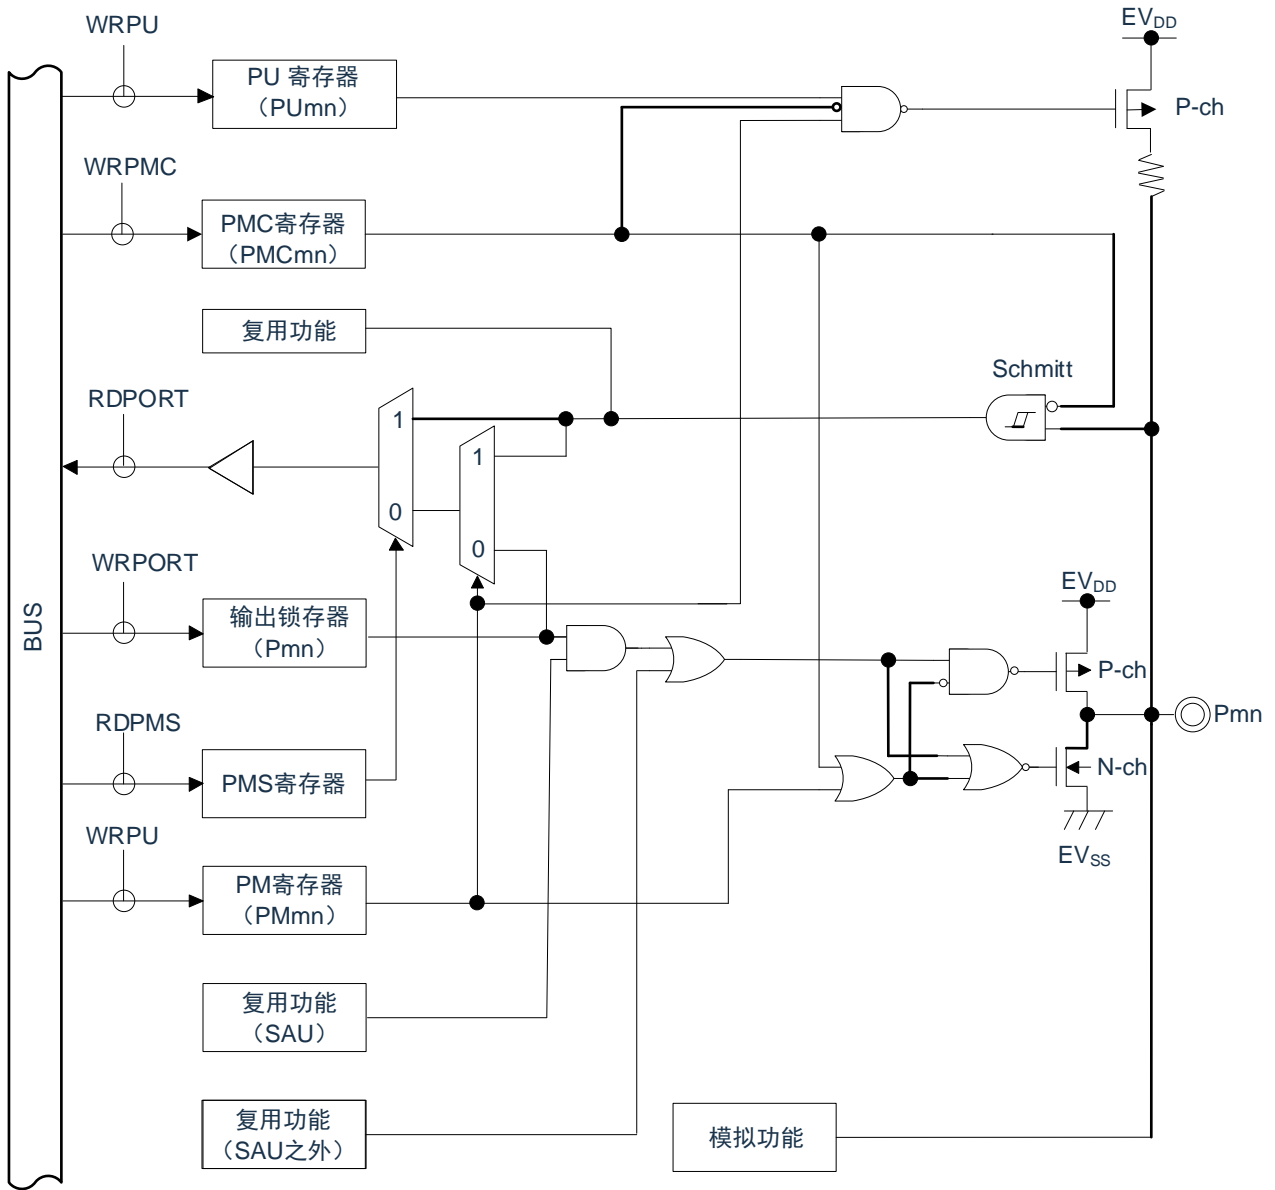 WRPU
EVDD
PU 寄存器
（PUmn）
P-ch
WRPMC
PMC寄存器
（PMCmn）
复用功能
Schmitt
RDPORT
1
1
0
0
WRPORT
EVDD
BUS
输出锁存器
（Pmn）
P-ch
RDPMS
Pmn
PMS寄存器
N-ch
WRPU
EVSS
PM寄存器
（PMmn）
复用功能
（SAU）
复用功能
（SAU之外）
模拟功能